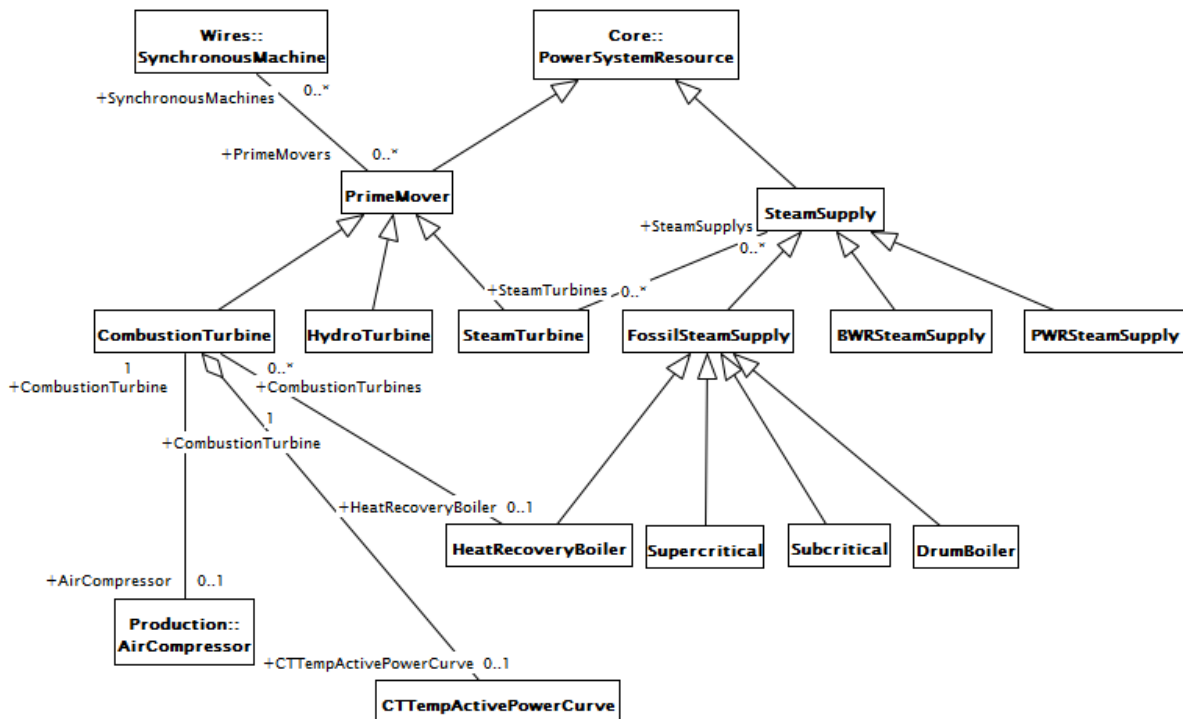 Wires::
SynchronousMachine
Core::
PowerSystemResource
+SynchronousMachines
0..*
+PrimeMovers
0..*
PrimeMover
SteamSupply
+SteamSupplys
0..*
+SteamTurbines
0..*
CombustionTurbine
HydroTurbine
SteamTurbine
FossilSteamSupply
BWRSteamSupply
PWRSteamSupply
1
+CombustionTurbine
0..*
+CombustionTurbines
1
+CombustionTurbine
+HeatRecoveryBoiler 0..1
HeatRecoveryBoiler
Supercritical
Subcritical
DrumBoiler
+AirCompressor
0..1
Production::
AirCompressor
+CTTempActivePowerCurve 0..1
CTTempActivePowerCurve